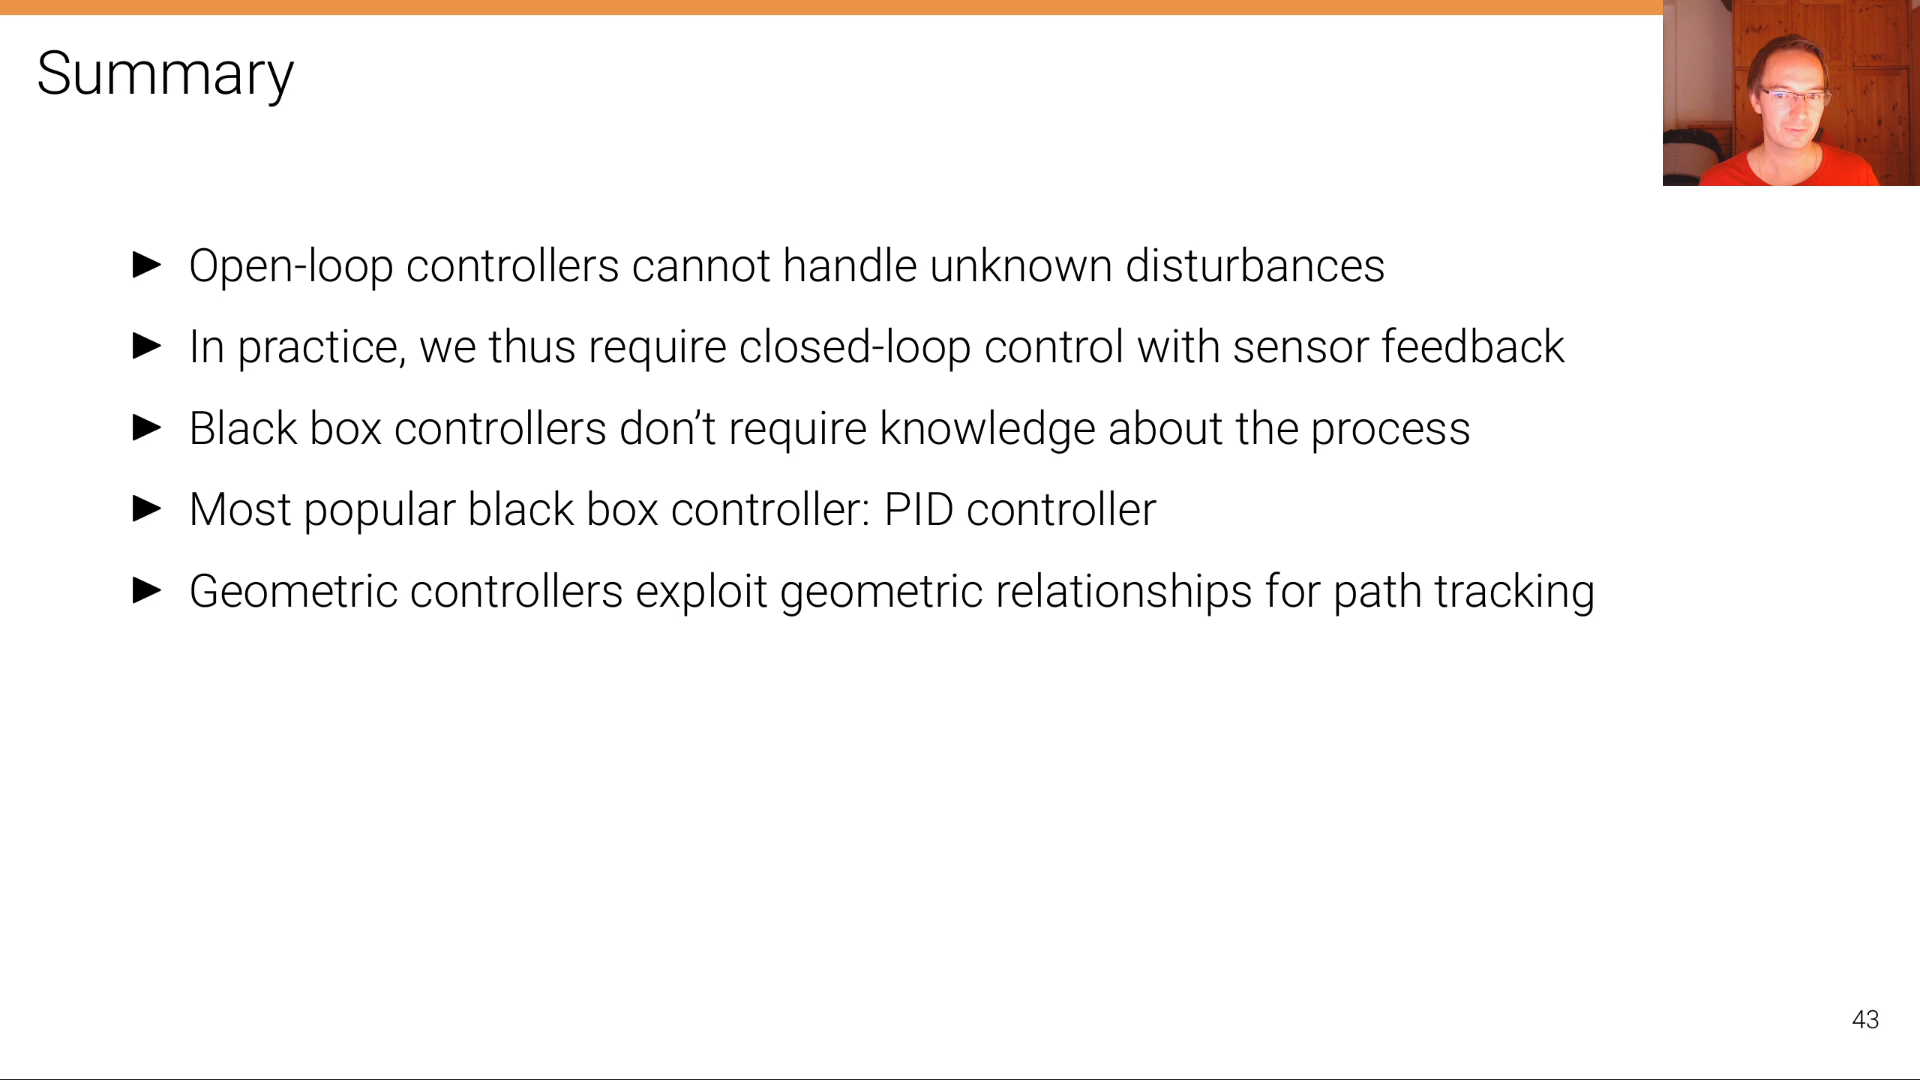 Summary
► Open-loop controllers cannot handle unknown disturbances
► In practice, we thus require closed-loop control with sensor feedback
► Black box controllers don’t require knowledge about the process
► Most popular black box controller: PID controller
► Geometric controllers exploit geometric relationships for path tracking
43